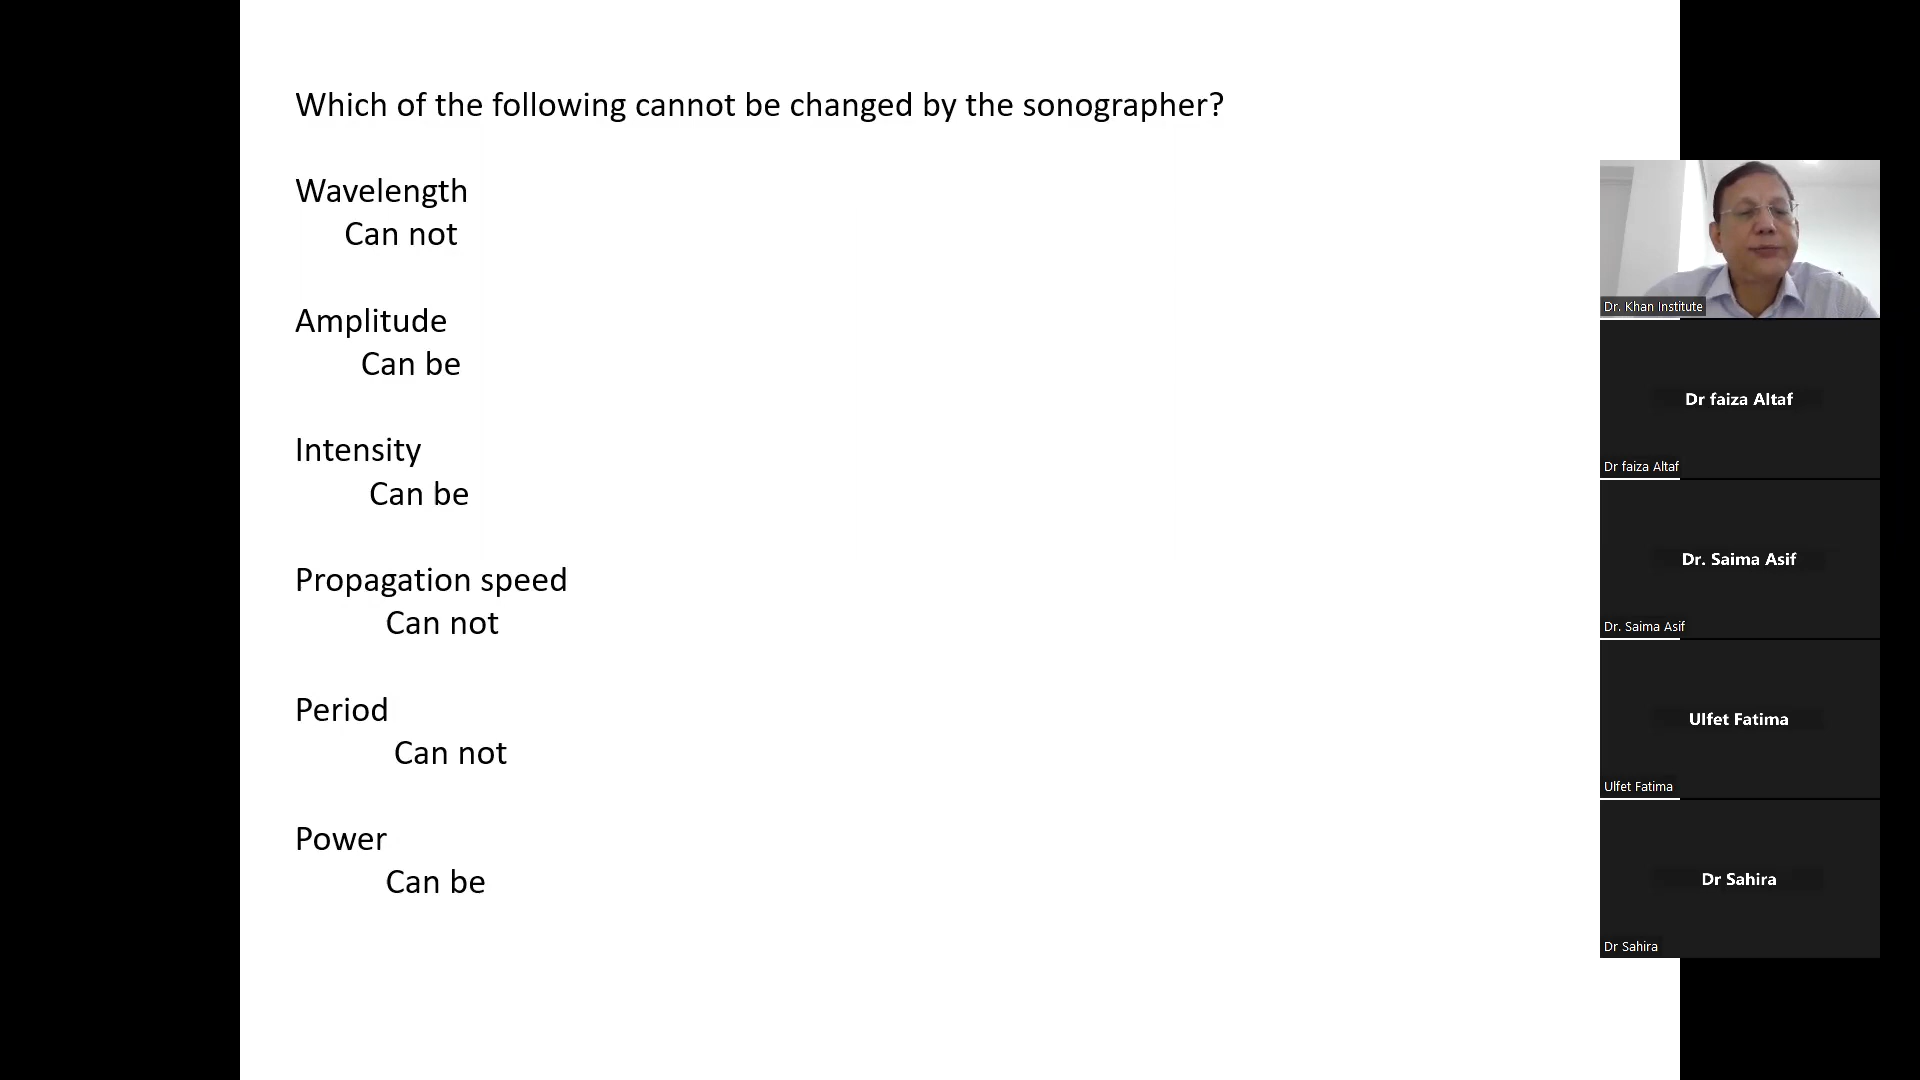 Which of the following cannot be changed by the sonographer?
Wavelength
Can not
Amplitude
Can be
Intensity
Can be
Propagation speed
Can not
Period
Can not
Power
Can be
Dr. Khan Institute
Dr faiza Altaf
Dr faiza Altaf
Dr. Saima Asif
Dr. Saima Asif
Ulfet Fatima
Ulfet Fatima
Dr Sahira
Dr Sahira